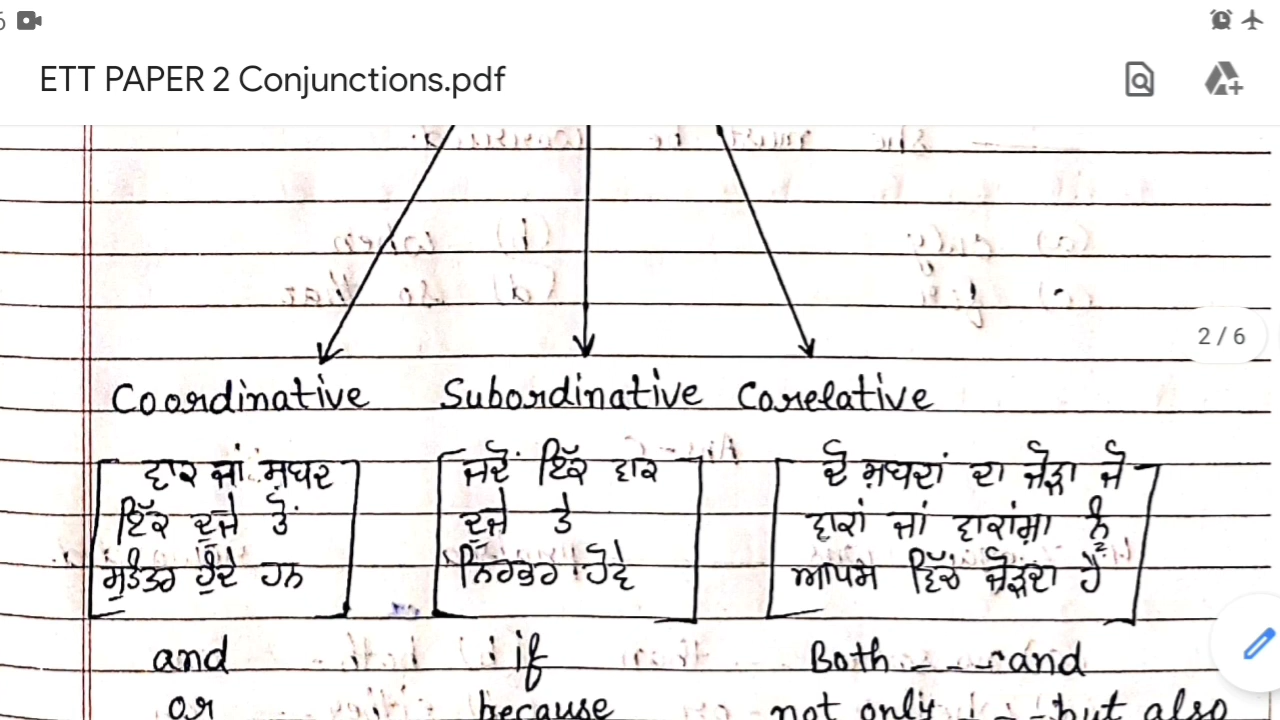 ETT PAPER 2 Conjunctions.pdf
2 / 6
Coordinative Subordinative Corelative
ਵਾਕ ਜਾਂ ਸ਼ਬਦ
ਇੱਕ ਦੂਜੇ ਤੋਂ
ਸੁਤੰਤਰ ਹੁੰਦੇ ਹਨ
ਜਦੋਂ ਇੱਕ ਵਾਕ
ਦੂਜੇ ਤੇ
ਨਿਰਭਰ ਹੋਵੇ
ਦੋ ਸ਼ਬਦਾਂ ਦਾ ਜੋੜਾ ਜੋ
ਵਾਕਾਂ ਜਾਂ ਵਾਕਾਂਸ਼ਾ ਨੂੰ
ਆਪਸ ਵਿੱਚ ਜੋੜਦਾ ਹੈ
and if Both - - - and
or because not only - - - but also